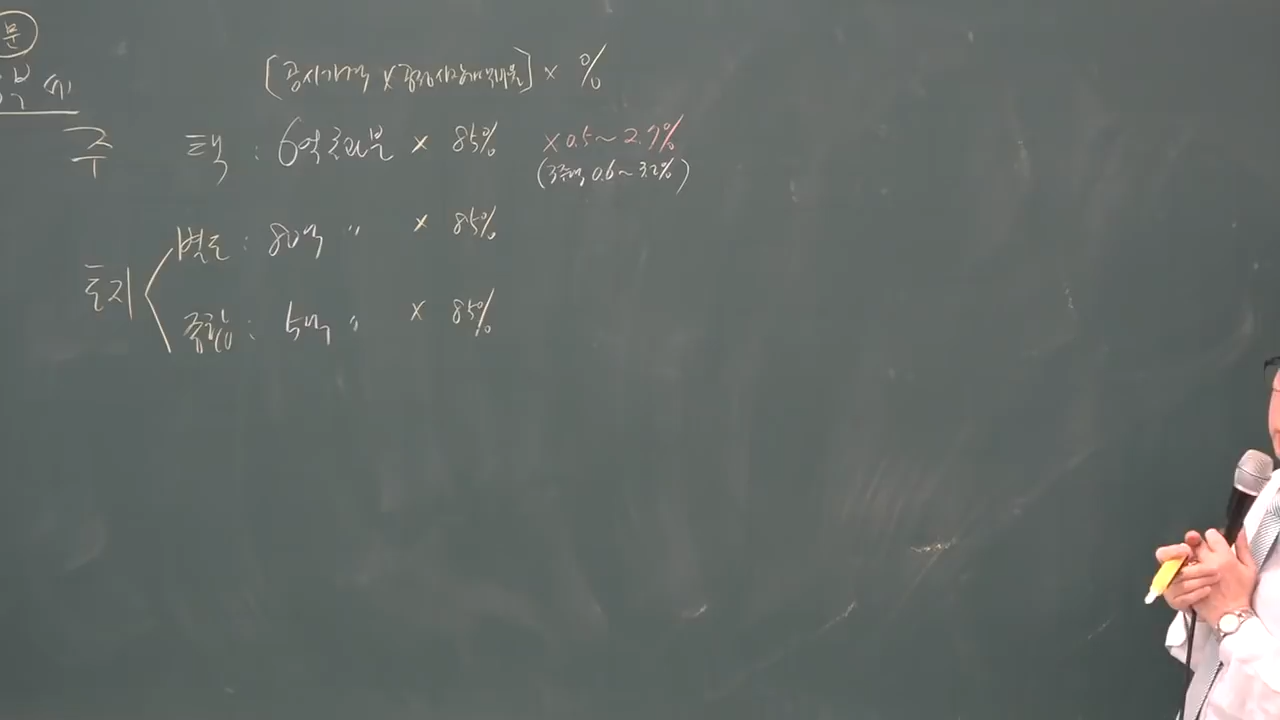 문
[공시가격 × 공정시장가액비율] × %
주 택 : 6억 초과분 × 85% × 0.5 ~ 2.7%
(3주택, 0.6 ~ 3.2%)
토지
별도 : 80억 〃 × 85%
종합 : 5억 〃 × 85%